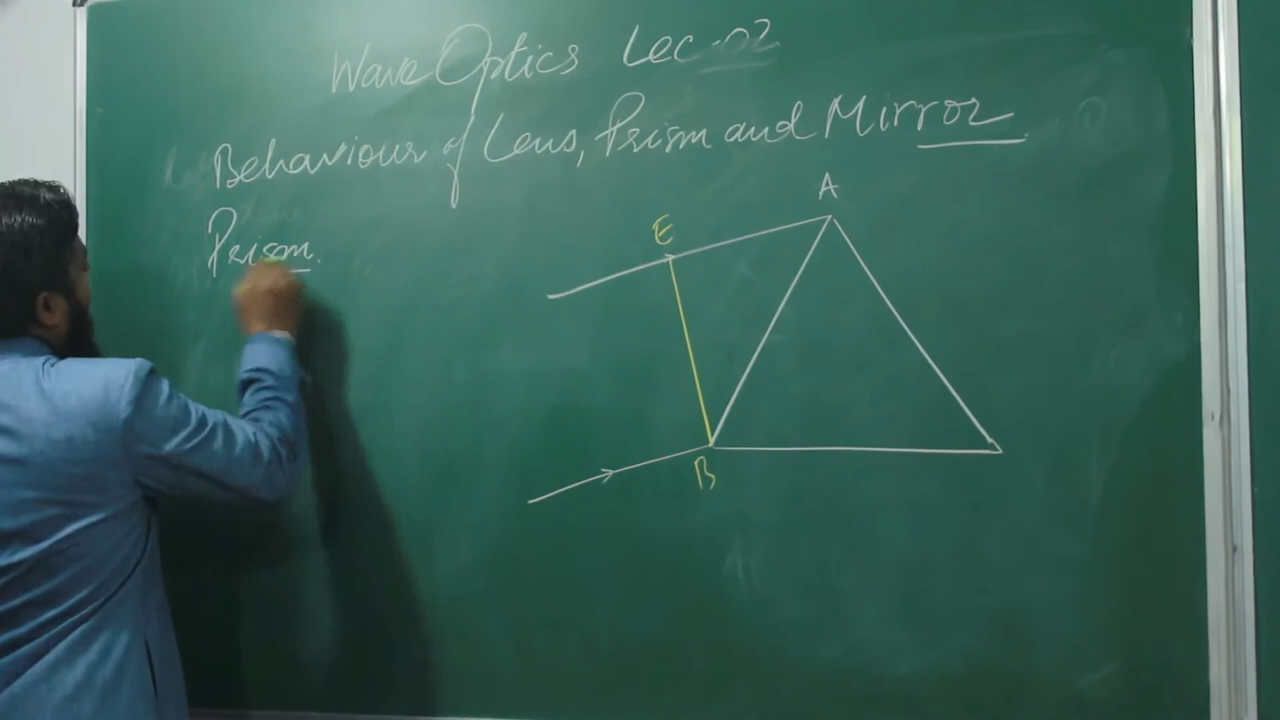 Wave Optics Lec-02
Behaviour of Lens, Prism and Mirror
Prism.
A
E
B